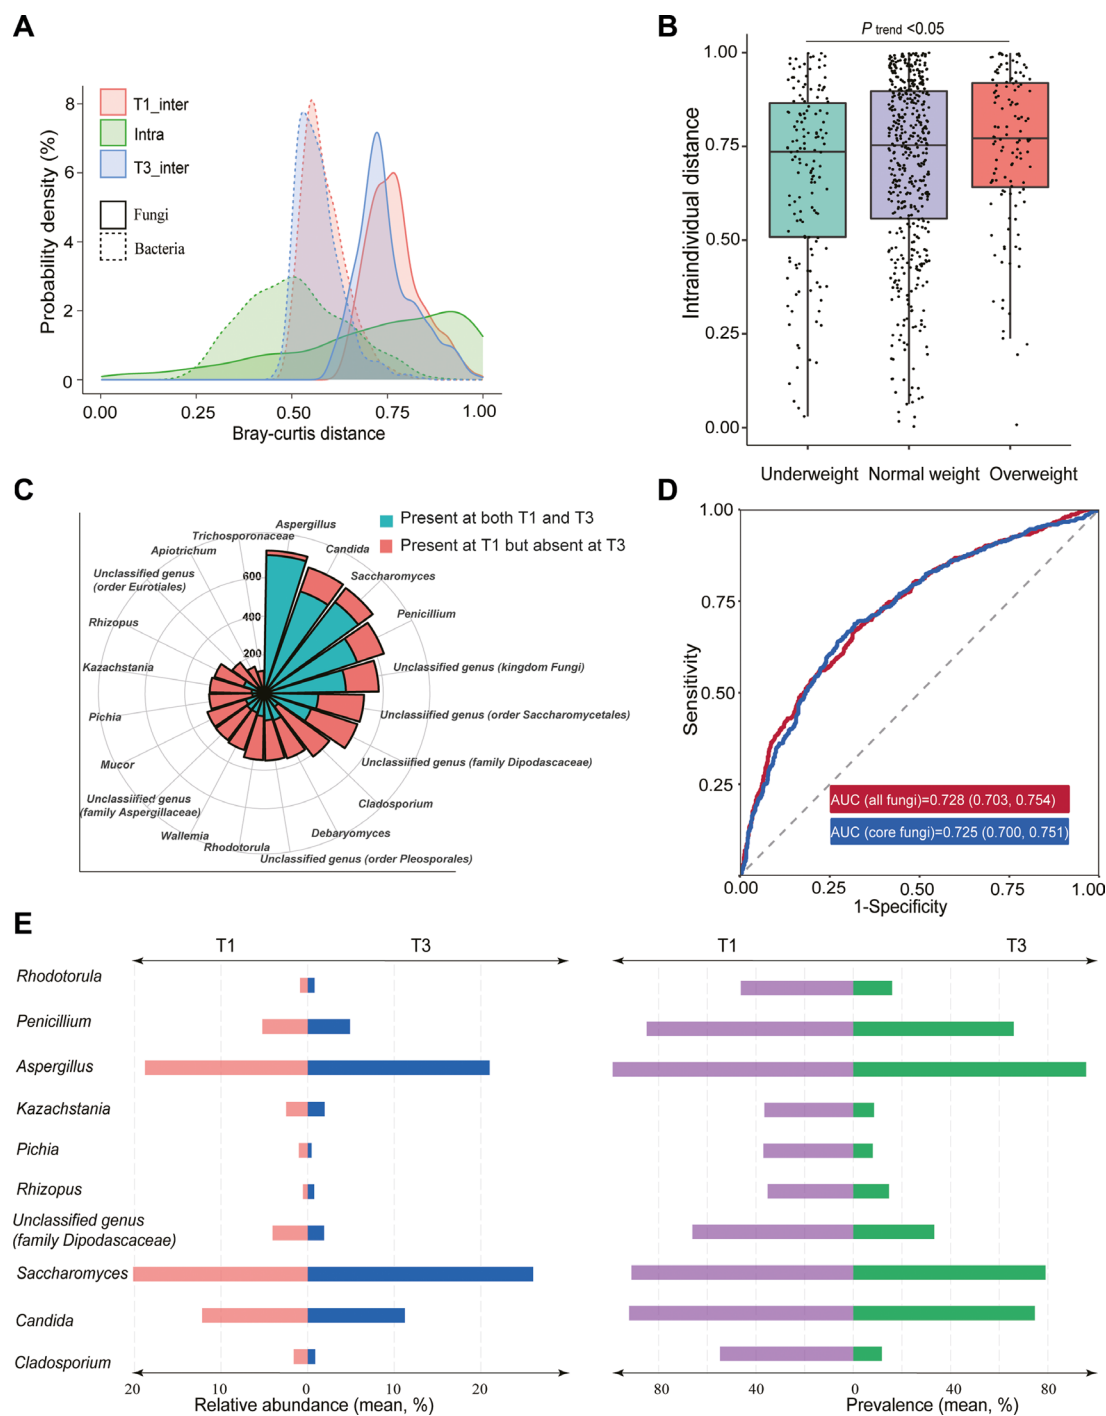 A
T1_inter
Intra
T3_inter
Fungi
Bacteria
Probability density (%)
8
6
4
2
0
0.00 0.25 0.50 0.75 1.00
Bray-curtis distance
B
P trend <0.05
Intraindividual distance
1.00
0.75
0.50
0.25
0.00
Underweight Normal weight Overweight
C
Present at both T1 and T3
Present at T1 but absent at T3
Aspergillus
Candida
Saccharomyces
Penicillium
Unclassified genus (kingdom Fungi)
Unclassiified genus (order Saccharomycetales)
Unclassiified genus (family Dipodascaceae)
Cladosporium
Debaryomyces
Unclassified genus (order Pleosporales)
Rhodotorula
Wallemia
Unclassiified genus
(family Aspergillaceae)
Mucor
Pichia
Kazachstania
Rhizopus
Unclassified genus
(order Eurotiales)
Apiotrichum
Trichosporonaceae
600
400
200
D
Sensitivity
1.00
0.75
0.50
0.25
AUC (all fungi)=0.728 (0.703, 0.754)
AUC (core fungi)=0.725 (0.700, 0.751)
0.00 0.25 0.50 0.75 1.00
1-Specificity
E
T1 T3
T1 T3
Rhodotorula
Penicillium
Aspergillus
Kazachstania
Pichia
Rhizopus
Unclassified genus
(family Dipodascaceae)
Saccharomyces
Candida
Cladosporium
20 10 0 10 20
Relative abundance (mean, %)
80 40 0 40 80
Prevalence (mean, %)